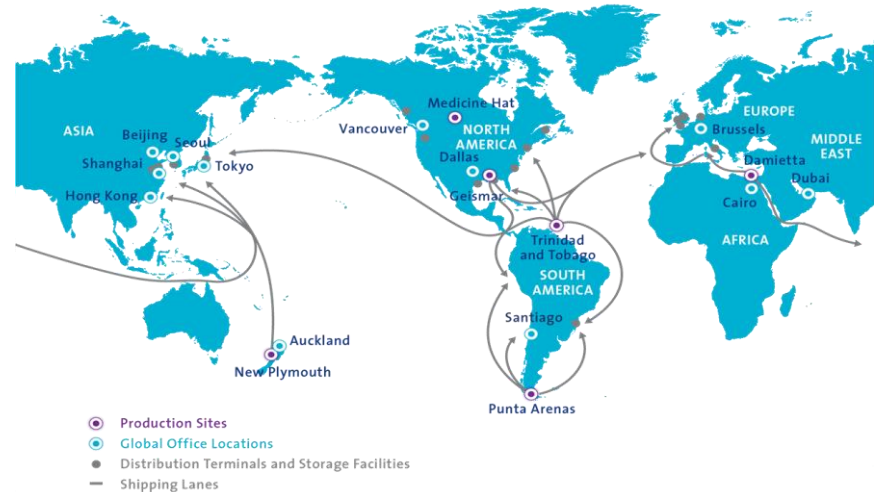 Medicine Hat
EUROPE
ASIA
Beijing
Vancouver
NORTH
AMERICA
Brussels
Seoul
MIDDLE
EAST
Shanghai
Tokyo
Dallas
Damietta
Dubai
Hong Kong
Geismar
Cairo
Trinidad
and Tobago
AFRICA
SOUTH
AMERICA
Santiago
Auckland
New Plymouth
Punta Arenas
Production Sites
Global Office Locations
Distribution Terminals and Storage Facilities
Shipping Lanes